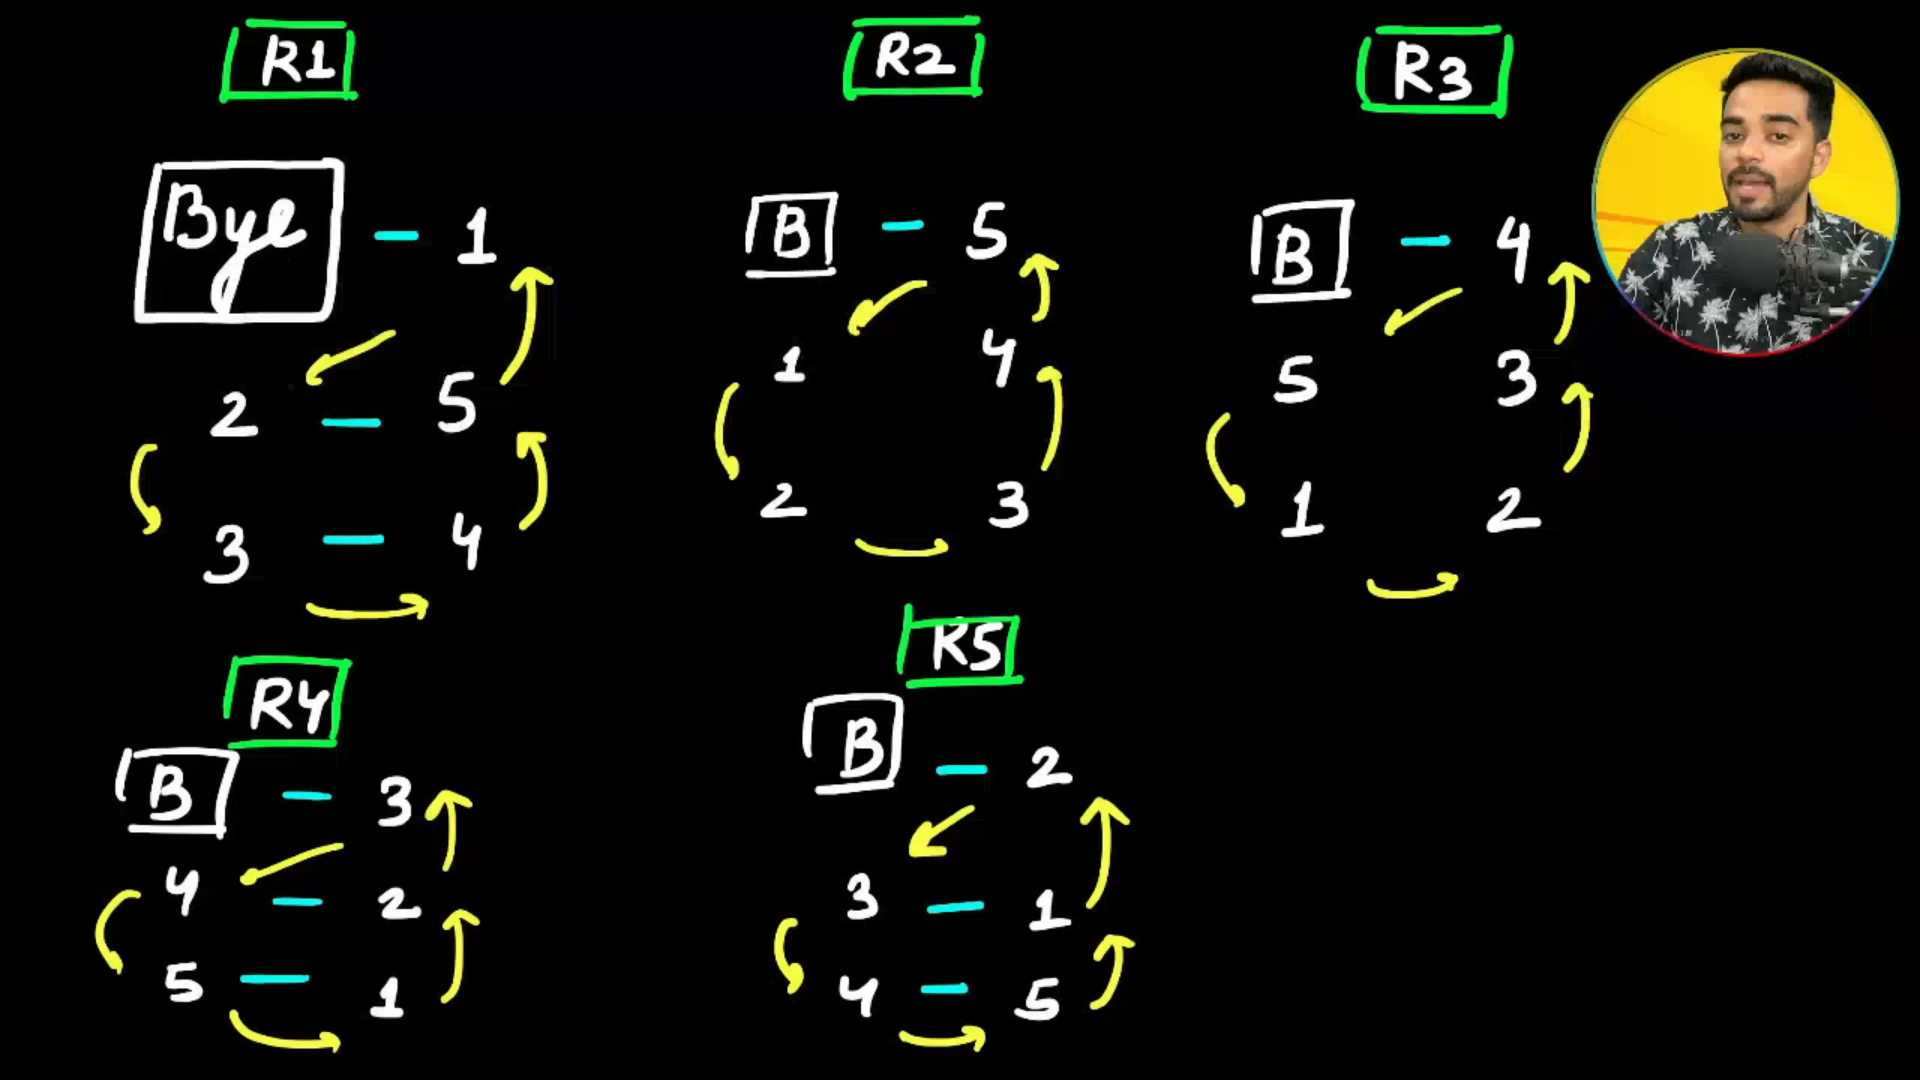 R1
Bye - 1
2 - 5
3 - 4
R2
B - 5
1 4
2 3
R3
B - 4
5 3
1 2
R4
B - 3
4 - 2
5 - 1
R5
B - 2
3 - 1
4 - 5